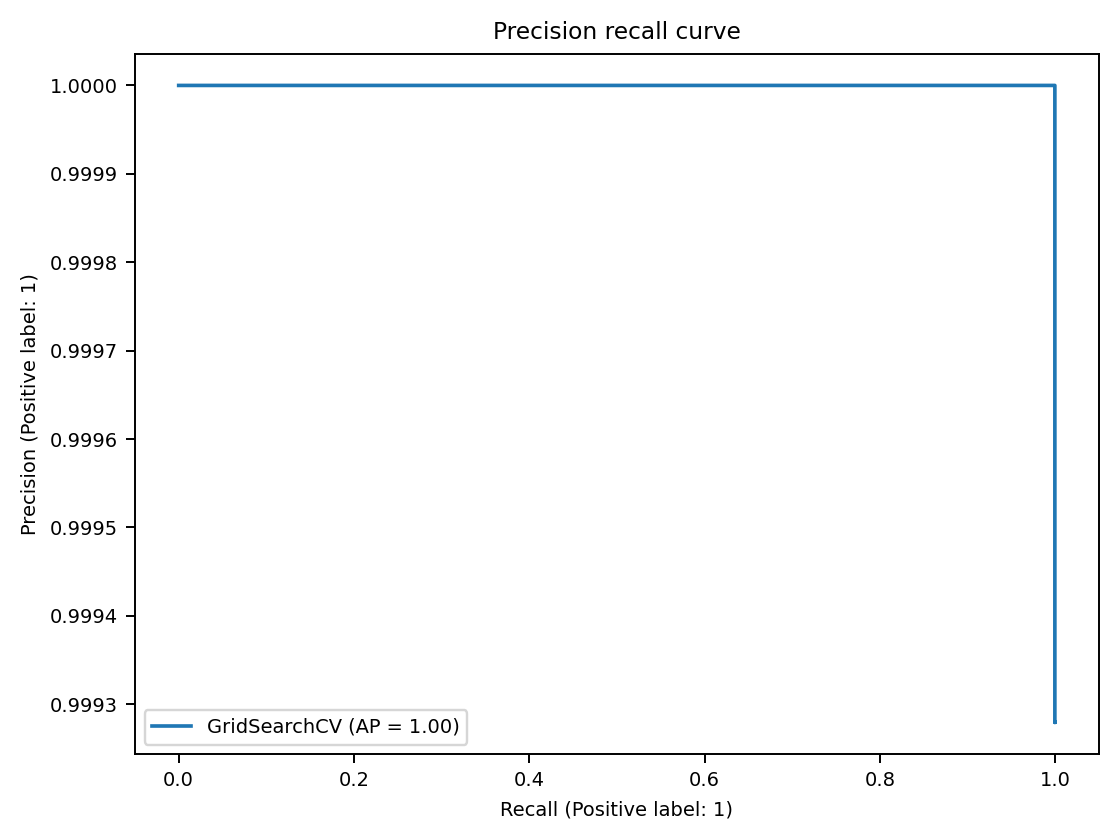 Precision recall curve
Precision (Positive label: 1)
1.0000
0.9999
0.9998
0.9997
0.9996
0.9995
0.9994
0.9993
GridSearchCV (AP = 1.00)
0.0 0.2 0.4 0.6 0.8 1.0
Recall (Positive label: 1)